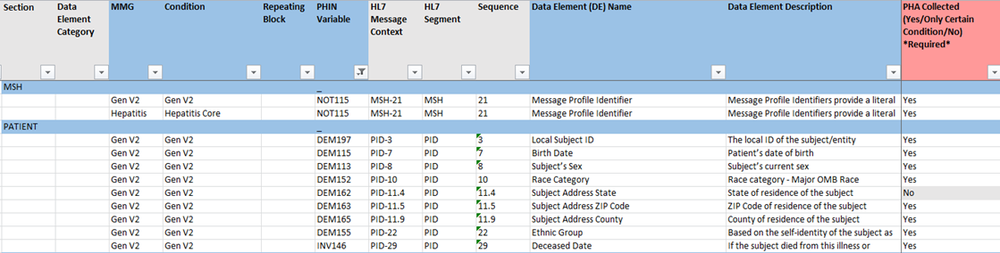 Section Data Element Category MMG Condition Repeating Block PHIN Variable HL7 Message Context HL7 Segment Sequence Data Element (DE) Name Data Element Description PHA Collected (Yes/Only Certain Condition/No) *Required*
MSH _
Gen V2 Gen V2 NOT115 MSH-21 MSH 21 Message Profile Identifier Message Profile Identifiers provide a literal Yes
Hepatitis Hepatitis Core NOT115 MSH-21 MSH 21 Message Profile Identifier Message Profile Identifiers provide a literal Yes
PATIENT _
Gen V2 Gen V2 DEM197 PID-3 PID 3 Local Subject ID The local ID of the subject/entity Yes
Gen V2 Gen V2 DEM115 PID-7 PID 7 Birth Date Patient's date of birth Yes
Gen V2 Gen V2 DEM113 PID-8 PID 8 Subject's Sex Subject's current sex Yes
Gen V2 Gen V2 DEM152 PID-10 PID 10 Race Category Race category - Major OMB Race Yes
Gen V2 Gen V2 DEM162 PID-11.4 PID 11.4 Subject Address State State of residence of the subject No
Gen V2 Gen V2 DEM163 PID-11.5 PID 11.5 Subject Address ZIP Code ZIP Code of residence of the subject Yes
Gen V2 Gen V2 DEM165 PID-11.9 PID 11.9 Subject Address County County of residence of the subject Yes
Gen V2 Gen V2 DEM155 PID-22 PID 22 Ethnic Group Based on the self-identity of the subject as Yes
Gen V2 Gen V2 INV146 PID-29 PID 29 Deceased Date If the subject died from this illness or Yes